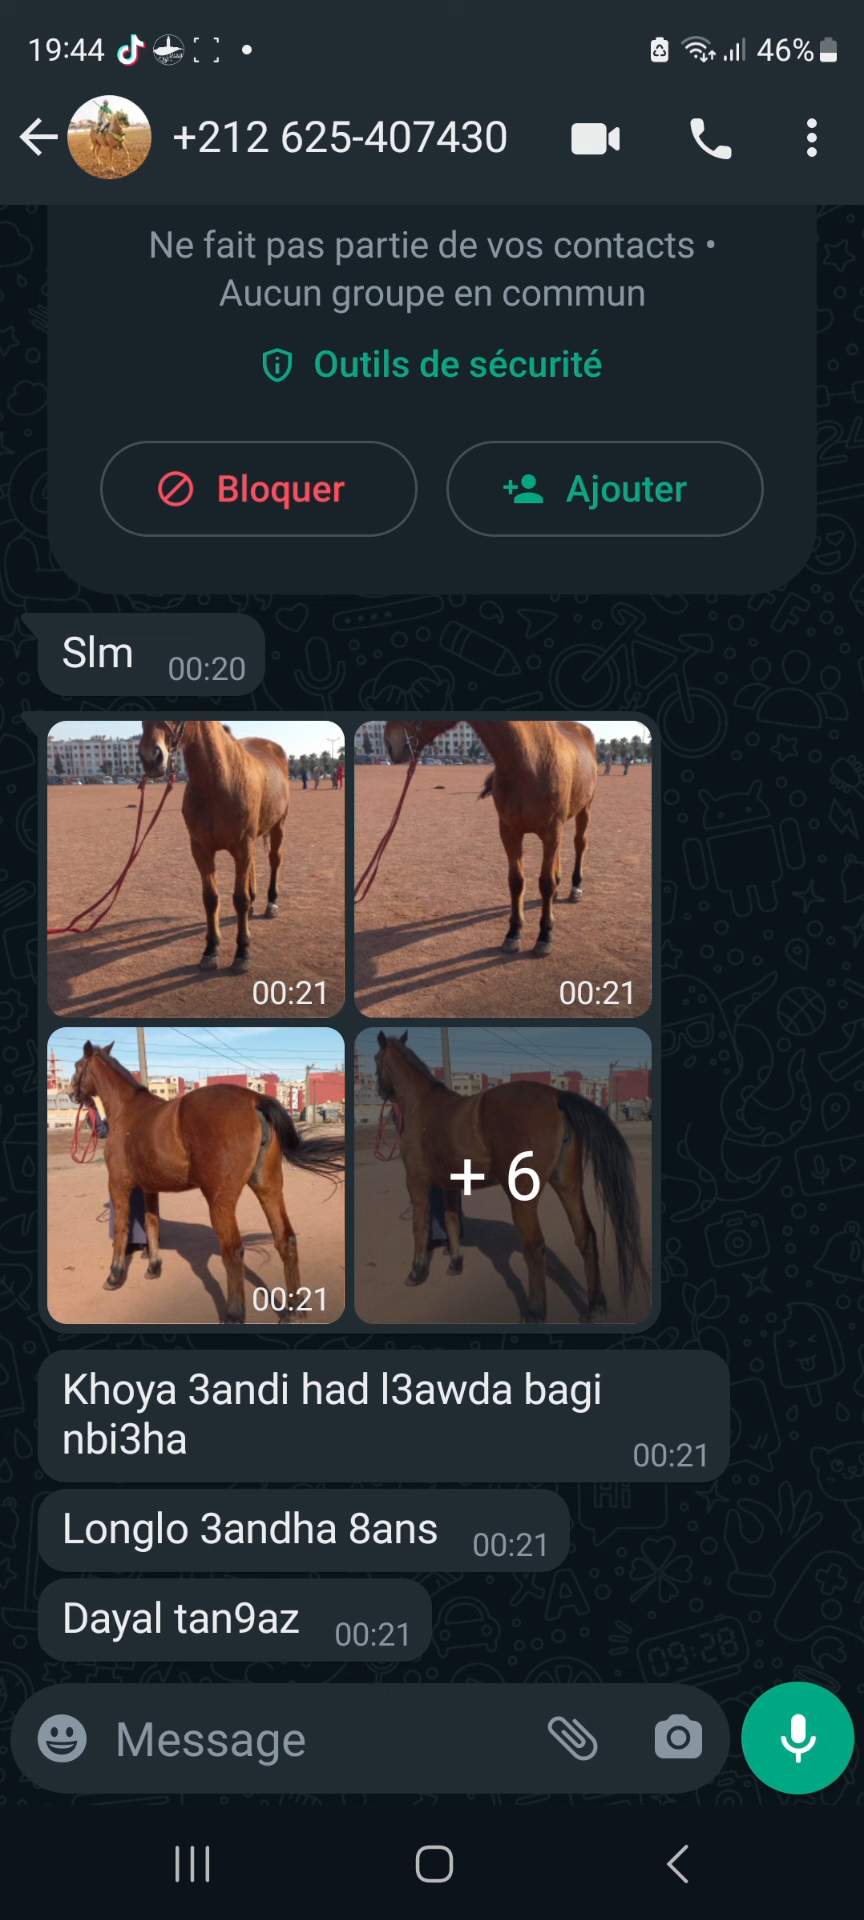 19:44 46%
+212 625-407430
Ne fait pas partie de vos contacts •
Aucun groupe en commun
Outils de sécurité
Bloquer Ajouter
Slm 00:20
00:21 00:21
00:21 + 6
Khoya 3andi had l3awda bagi
nbi3ha 00:21
Longlo 3andha 8ans 00:21
Dayal tan9az 00:21
Message